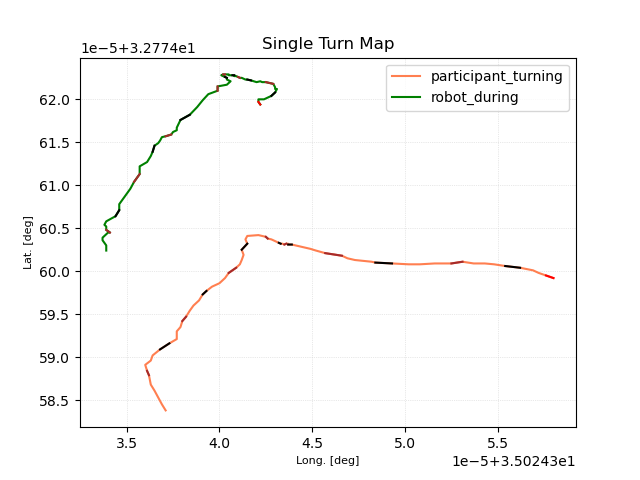 Single Turn Map
1e−5+3.2774e1
participant_turning
robot_during
62.0
61.5
61.0
60.5
60.0
59.5
59.0
58.5
Lat. [deg]
3.5 4.0 4.5 5.0 5.5
Long. [deg]
1e−5+3.50243e1